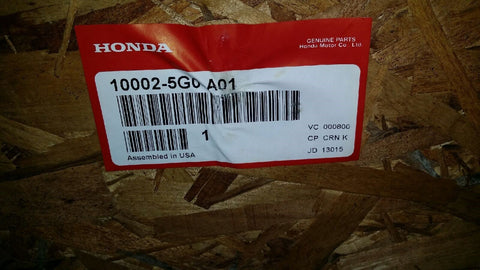 HONDA
GENUINE PARTS
Honda Motor Co., Ltd.
10002-5G0 A01
1
Assembled in USA
VC 000800
CP CRN K
JD 13015